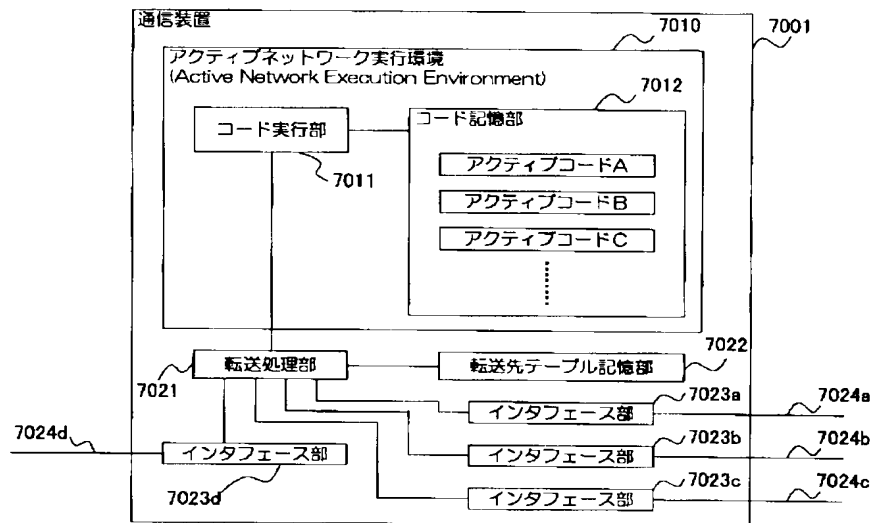 通信装置
7010
7001
アクティブネットワーク実行環境
(Active Network Execution Environment)
7012
コード実行部
コード記憶部
7011
アクティブコードA
アクティブコードB
アクティブコードC
7021
転送処理部
転送先テーブル記憶部
7022
7023a
7024a
インタフェース部
7024d
インタフェース部
7023b
7024b
インタフェース部
7023d
7023c
7024c
インタフェース部